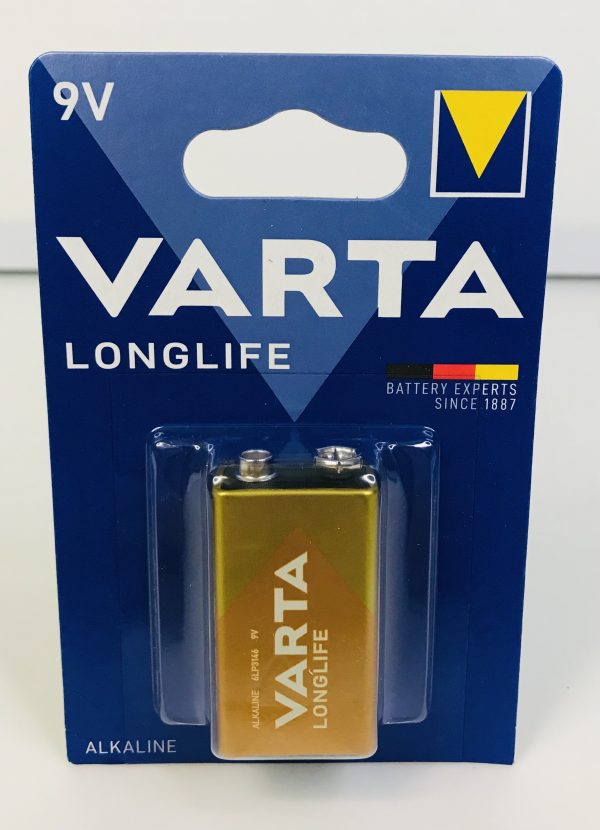 9V
VARTA
LONGLIFE
BATTERY EXPERTS
SINCE 1887
VARTA
LONGLIFE
ALKALINE 6LP3146 9V
ALKALINE